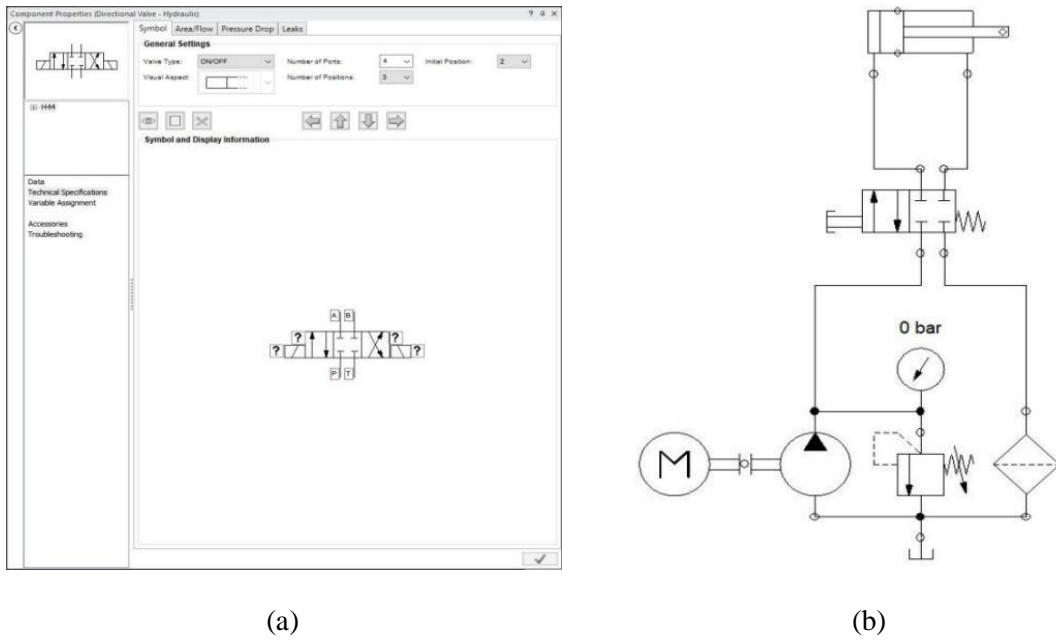 Component Properties (Directional Valve - Hydraulic)
? X
Symbol Area/Flow Pressure Drop Leaks
General Settings
Valve Type: ON/OFF Number of Ports: 4 Initial Position: 2
Visual Aspect: Number of Positions: 3
H44
Symbol and Display Information
Data
Technical Specifications
Variable Assignment
Accessories
Troubleshooting
A B
? ?
? ?
P T
0 bar
M
(a) (b)